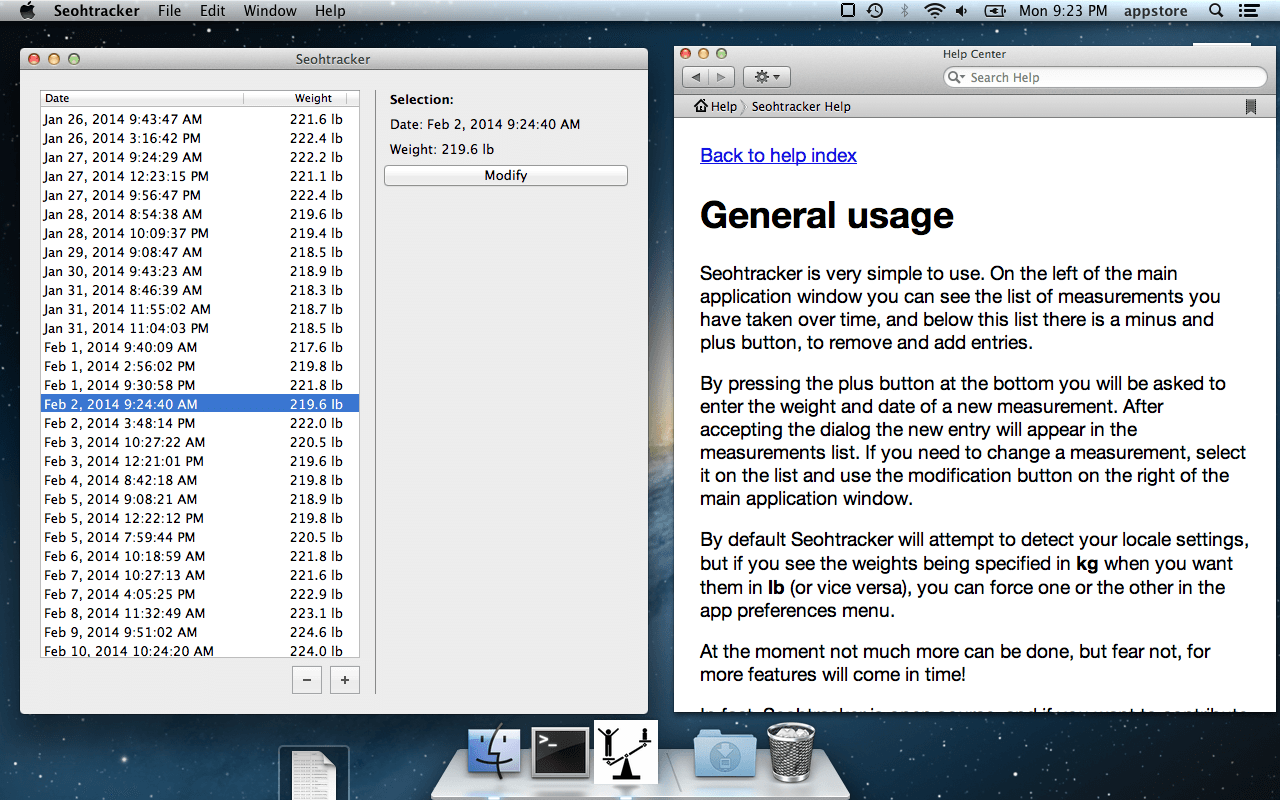 Seohtracker File Edit Window Help Mon 9:23 PM appstore
Seohtracker
Date Weight
Jan 26, 2014 9:43:47 AM 221.6 lb
Jan 26, 2014 3:16:42 PM 222.4 lb
Jan 27, 2014 9:24:29 AM 222.2 lb
Jan 27, 2014 12:23:15 PM 221.1 lb
Jan 27, 2014 9:56:47 PM 222.4 lb
Jan 28, 2014 8:54:38 AM 219.6 lb
Jan 28, 2014 10:09:37 PM 219.4 lb
Jan 29, 2014 9:08:47 AM 218.5 lb
Jan 30, 2014 9:43:23 AM 218.9 lb
Jan 31, 2014 8:46:39 AM 218.3 lb
Jan 31, 2014 11:55:02 AM 218.7 lb
Jan 31, 2014 11:04:03 PM 218.5 lb
Feb 1, 2014 9:40:09 AM 217.6 lb
Feb 1, 2014 2:56:02 PM 219.8 lb
Feb 1, 2014 9:30:58 PM 221.8 lb
Feb 2, 2014 9:24:40 AM 219.6 lb
Feb 2, 2014 3:48:14 PM 222.0 lb
Feb 3, 2014 10:27:22 AM 220.5 lb
Feb 3, 2014 12:21:01 PM 219.6 lb
Feb 4, 2014 8:42:18 AM 219.8 lb
Feb 5, 2014 9:08:21 AM 218.9 lb
Feb 5, 2014 12:22:12 PM 219.8 lb
Feb 5, 2014 7:59:44 PM 220.5 lb
Feb 6, 2014 10:18:59 AM 221.8 lb
Feb 7, 2014 10:27:13 AM 221.6 lb
Feb 7, 2014 4:05:25 PM 222.9 lb
Feb 8, 2014 11:32:49 AM 223.1 lb
Feb 9, 2014 9:51:02 AM 224.6 lb
Feb 10, 2014 10:24:20 AM 224.0 lb
Selection:
Date: Feb 2, 2014 9:24:40 AM
Weight: 219.6 lb
Modify
Help Center
Search Help
Help Seohtracker Help
Back to help index
General usage
Seohtracker is very simple to use. On the left of the main
application window you can see the list of measurements you
have taken over time, and below this list there is a minus and
plus button, to remove and add entries.
By pressing the plus button at the bottom you will be asked to
enter the weight and date of a new measurement. After
accepting the dialog the new entry will appear in the
measurements list. If you need to change a measurement, select
it on the list and use the modification button on the right of the
main application window.
By default Seohtracker will attempt to detect your locale settings,
but if you see the weights being specified in kg when you want
them in lb (or vice versa), you can force one or the other in the
app preferences menu.
At the moment not much more can be done, but fear not, for
more features will come in time!
In fact, Seohtracker is open source, and if you want to contribute